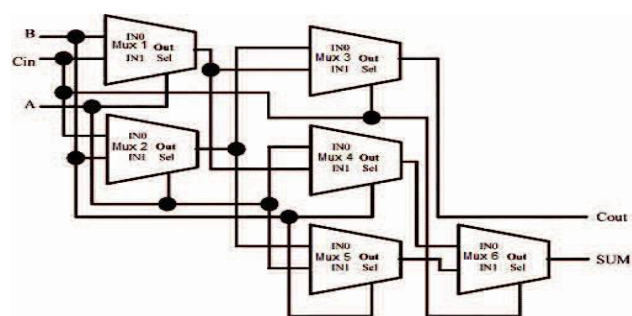 B
Cin
A
IN0
Mux 1 Out
IN1 Sel
IN0
Mux 2 Out
IN1 Sel
IN0
Mux 3 Out
IN1 Sel
IN0
Mux 4 Out
IN1 Sel
IN0
Mux 5 Out
IN1 Sel
IN0
Mux 6 Out
IN1 Sel
Cout
SUM